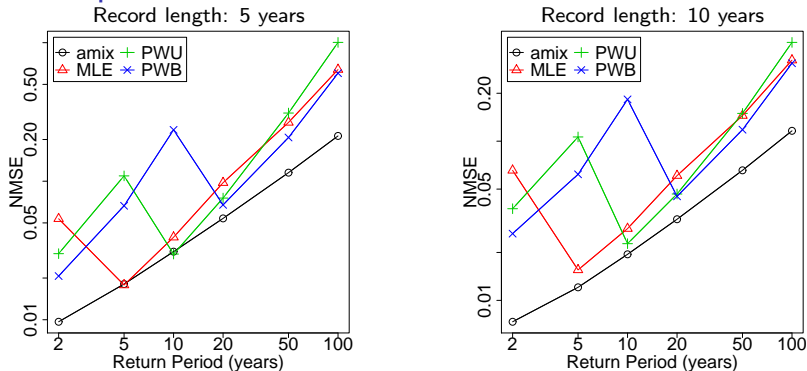 Record length: 5 years
amix PWU
MLE PWB
NMSE
0.50
0.20
0.05
0.01
2 5 10 20 50 100
Return Period (years)
Record length: 10 years
amix PWU
MLE PWB
NMSE
0.20
0.05
0.01
2 5 10 20 50 100
Return Period (years)